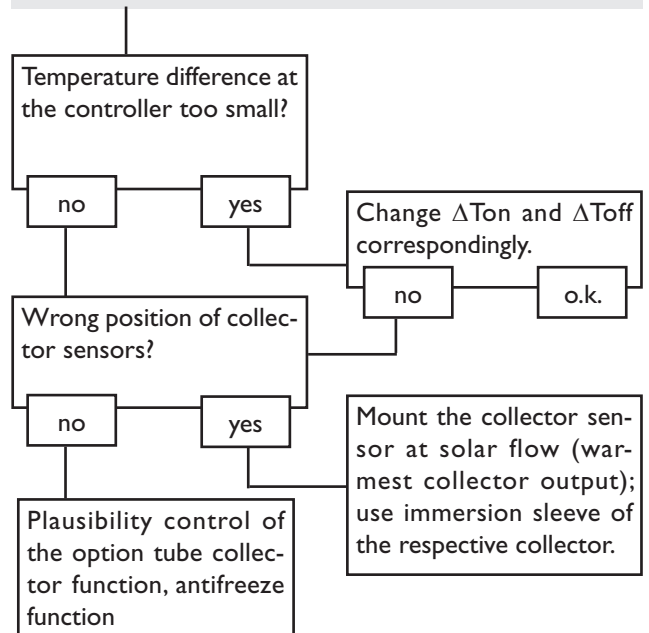 Temperature difference at
the controller too small?
no
yes
Change ΔTon and ΔToff
correspondingly.
no
o.k.
Wrong position of collec-
tor sensors?
no
yes
Mount the collector sen-
sor at solar flow (war-
mest collector output);
use immersion sleeve of
the respective collector.
Plausibility control of
the option tube collec-
tor function, antifreeze
function